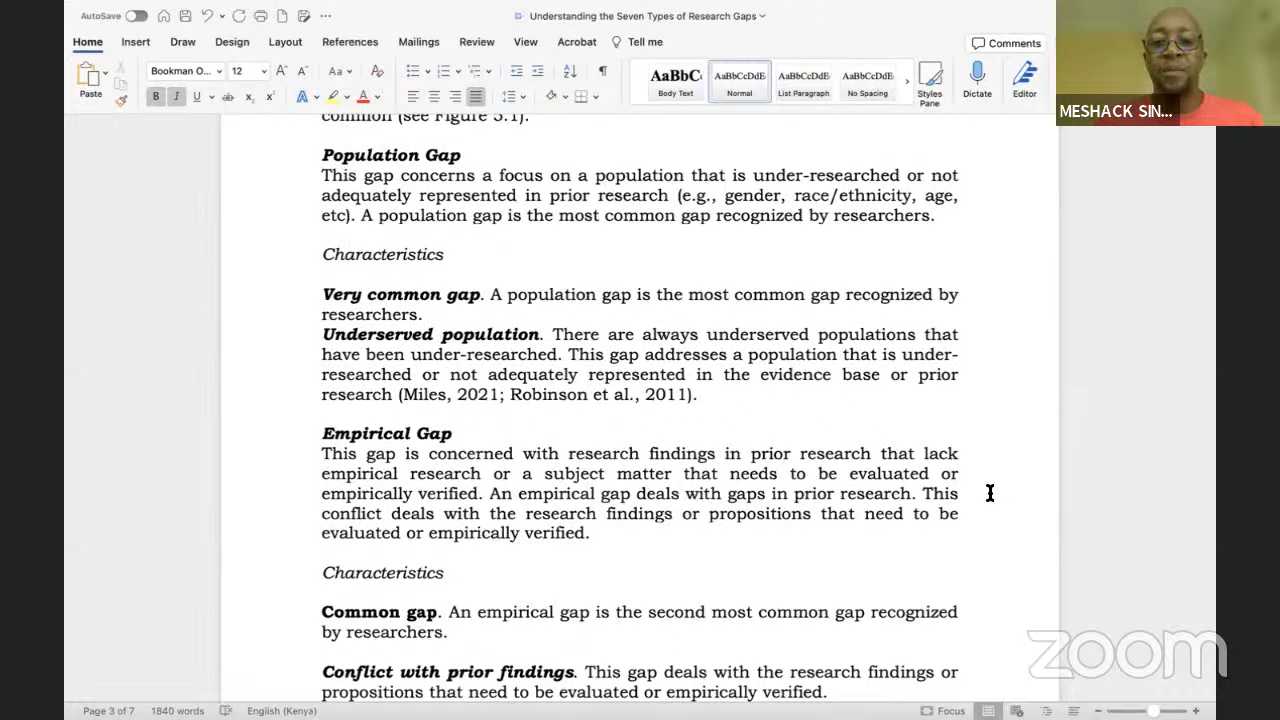 AutoSave
Understanding the Seven Types of Research Gaps
Home Insert Draw Design Layout References Mailings Review View Acrobat Tell me
Comments
Paste
Bookman O... 12
AaBbC Body Text
AaBbCcDdE Normal
AaBbCcDdE List Paragraph
AaBbCcDdE No Spacing
Styles Pane
Dictate
Editor
MESHACK SIN...
common (see Figure 3.1).
Population Gap
This gap concerns a focus on a population that is under-researched or not
adequately represented in prior research (e.g., gender, race/ethnicity, age,
etc). A population gap is the most common gap recognized by researchers.
Characteristics
Very common gap. A population gap is the most common gap recognized by
researchers.
Underserved population. There are always underserved populations that
have been under-researched. This gap addresses a population that is under-
researched or not adequately represented in the evidence base or prior
research (Miles, 2021; Robinson et al., 2011).
Empirical Gap
This gap is concerned with research findings in prior research that lack
empirical research or a subject matter that needs to be evaluated or
empirically verified. An empirical gap deals with gaps in prior research. This
conflict deals with the research findings or propositions that need to be
evaluated or empirically verified.
Characteristics
Common gap. An empirical gap is the second most common gap recognized
by researchers.
Conflict with prior findings. This gap deals with the research findings or
propositions that need to be evaluated or empirically verified.
zoom
Page 3 of 7 1840 words English (Kenya) Focus